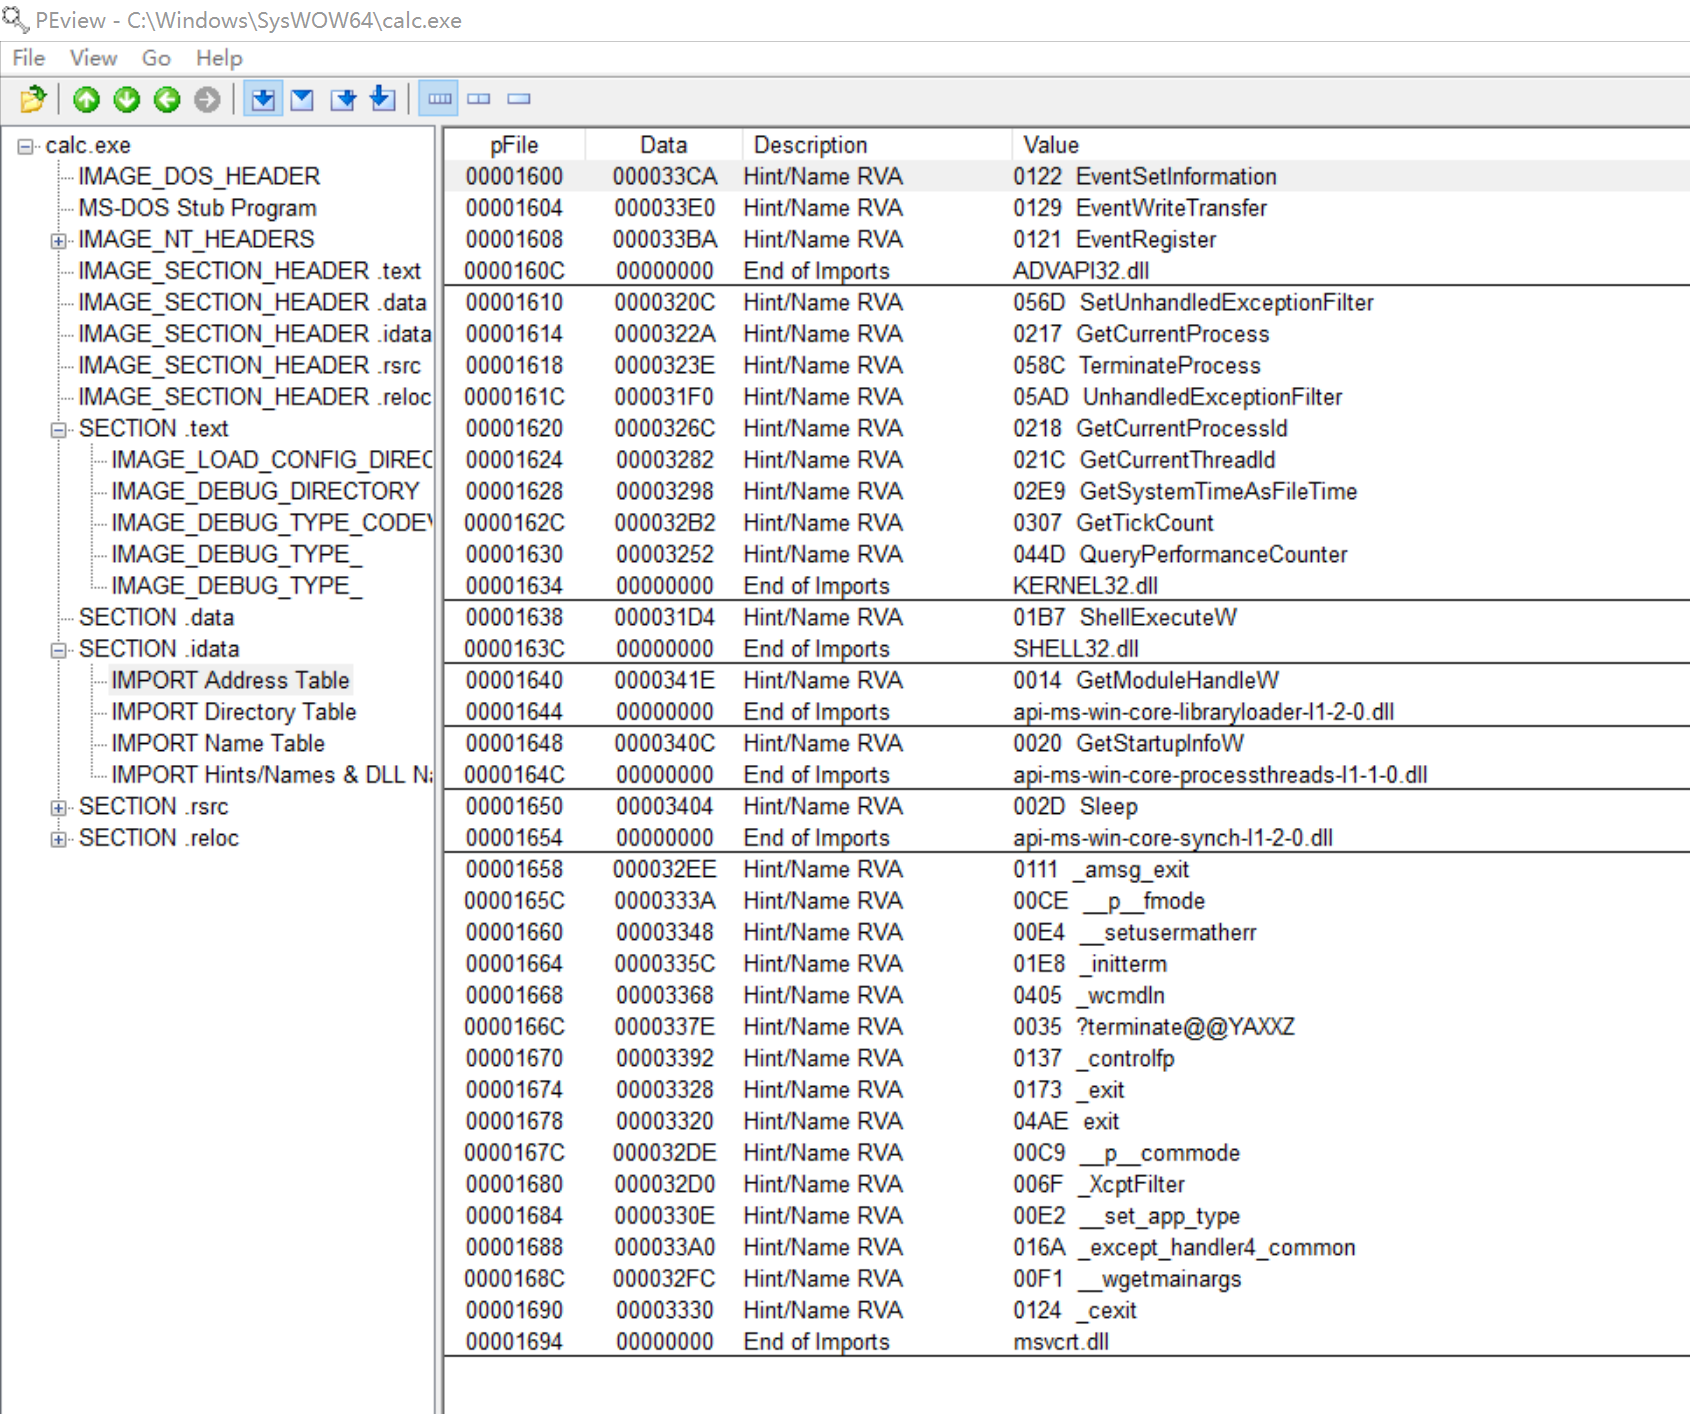 PEview - C:\Windows\SysWOW64\calc.exe
File View Go Help
calc.exe
IMAGE_DOS_HEADER
MS-DOS Stub Program
IMAGE_NT_HEADERS
IMAGE_SECTION_HEADER .text
IMAGE_SECTION_HEADER .data
IMAGE_SECTION_HEADER .idata
IMAGE_SECTION_HEADER .rsrc
IMAGE_SECTION_HEADER .reloc
SECTION .text
IMAGE_LOAD_CONFIG_DIREC
IMAGE_DEBUG_DIRECTORY
IMAGE_DEBUG_TYPE_CODEV
IMAGE_DEBUG_TYPE_
IMAGE_DEBUG_TYPE_
SECTION .data
SECTION .idata
IMPORT Address Table
IMPORT Directory Table
IMPORT Name Table
IMPORT Hints/Names & DLL Na
SECTION .rsrc
SECTION .reloc
pFile Data Description Value
00001600 000033CA Hint/Name RVA 0122 EventSetInformation
00001604 000033E0 Hint/Name RVA 0129 EventWriteTransfer
00001608 000033BA Hint/Name RVA 0121 EventRegister
0000160C 00000000 End of Imports ADVAPI32.dll
00001610 0000320C Hint/Name RVA 056D SetUnhandledExceptionFilter
00001614 0000322A Hint/Name RVA 0217 GetCurrentProcess
00001618 0000323E Hint/Name RVA 058C TerminateProcess
0000161C 000031F0 Hint/Name RVA 05AD UnhandledExceptionFilter
00001620 0000326C Hint/Name RVA 0218 GetCurrentProcessId
00001624 00003282 Hint/Name RVA 021C GetCurrentThreadId
00001628 00003298 Hint/Name RVA 02E9 GetSystemTimeAsFileTime
0000162C 000032B2 Hint/Name RVA 0307 GetTickCount
00001630 00003252 Hint/Name RVA 044D QueryPerformanceCounter
00001634 00000000 End of Imports KERNEL32.dll
00001638 000031D4 Hint/Name RVA 01B7 ShellExecuteW
0000163C 00000000 End of Imports SHELL32.dll
00001640 0000341E Hint/Name RVA 0014 GetModuleHandleW
00001644 00000000 End of Imports api-ms-win-core-libraryloader-l1-2-0.dll
00001648 0000340C Hint/Name RVA 0020 GetStartupInfoW
0000164C 00000000 End of Imports api-ms-win-core-processthreads-l1-1-0.dll
00001650 00003404 Hint/Name RVA 002D Sleep
00001654 00000000 End of Imports api-ms-win-core-synch-l1-2-0.dll
00001658 000032EE Hint/Name RVA 0111 _amsg_exit
0000165C 0000333A Hint/Name RVA 00CE __p__fmode
00001660 00003348 Hint/Name RVA 00E4 __setusermatherr
00001664 0000335C Hint/Name RVA 01E8 _initterm
00001668 00003368 Hint/Name RVA 0405 _wcmdln
0000166C 0000337E Hint/Name RVA 0035 ?terminate@@YAXXZ
00001670 00003392 Hint/Name RVA 0137 _controlfp
00001674 00003328 Hint/Name RVA 0173 _exit
00001678 00003320 Hint/Name RVA 04AE exit
0000167C 000032DE Hint/Name RVA 00C9 __p__commode
00001680 000032D0 Hint/Name RVA 006F _XcptFilter
00001684 0000330E Hint/Name RVA 00E2 __set_app_type
00001688 000033A0 Hint/Name RVA 016A _except_handler4_common
0000168C 000032FC Hint/Name RVA 00F1 __wgetmainargs
00001690 00003330 Hint/Name RVA 0124 _cexit
00001694 00000000 End of Imports msvcrt.dll